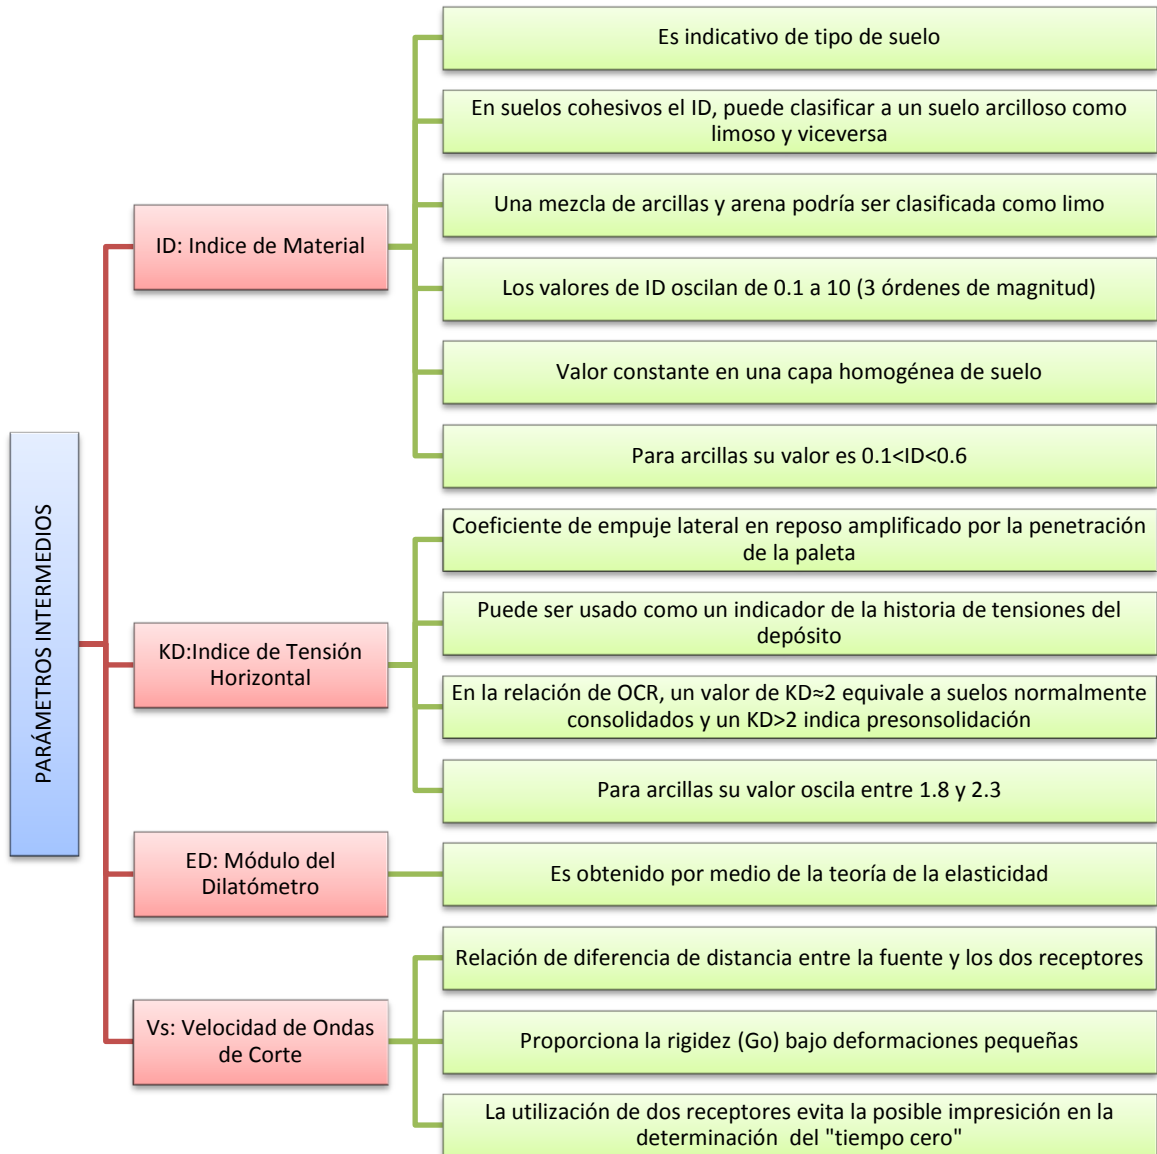 PARÁMETROS INTERMEDIOS
ID: Indice de Material
Es indicativo de tipo de suelo
En suelos cohesivos el ID, puede clasificar a un suelo arcilloso como
limoso y viceversa
Una mezcla de arcillas y arena podría ser clasificada como limo
Los valores de ID oscilan de 0.1 a 10 (3 órdenes de magnitud)
Valor constante en una capa homogénea de suelo
Para arcillas su valor es 0.1<ID<0.6
KD:Indice de Tensión
Horizontal
Coeficiente de empuje lateral en reposo amplificado por la penetración
de la paleta
Puede ser usado como un indicador de la historia de tensiones del
depósito
En la relación de OCR, un valor de KD≈2 equivale a suelos normalmente
consolidados y un KD>2 indica presonsolidación
Para arcillas su valor oscila entre 1.8 y 2.3
ED: Módulo del
Dilatómetro
Es obtenido por medio de la teoría de la elasticidad
Vs: Velocidad de Ondas
de Corte
Relación de diferencia de distancia entre la fuente y los dos receptores
Proporciona la rigidez (Go) bajo deformaciones pequeñas
La utilización de dos receptores evita la posible impresición en la
determinación del "tiempo cero"